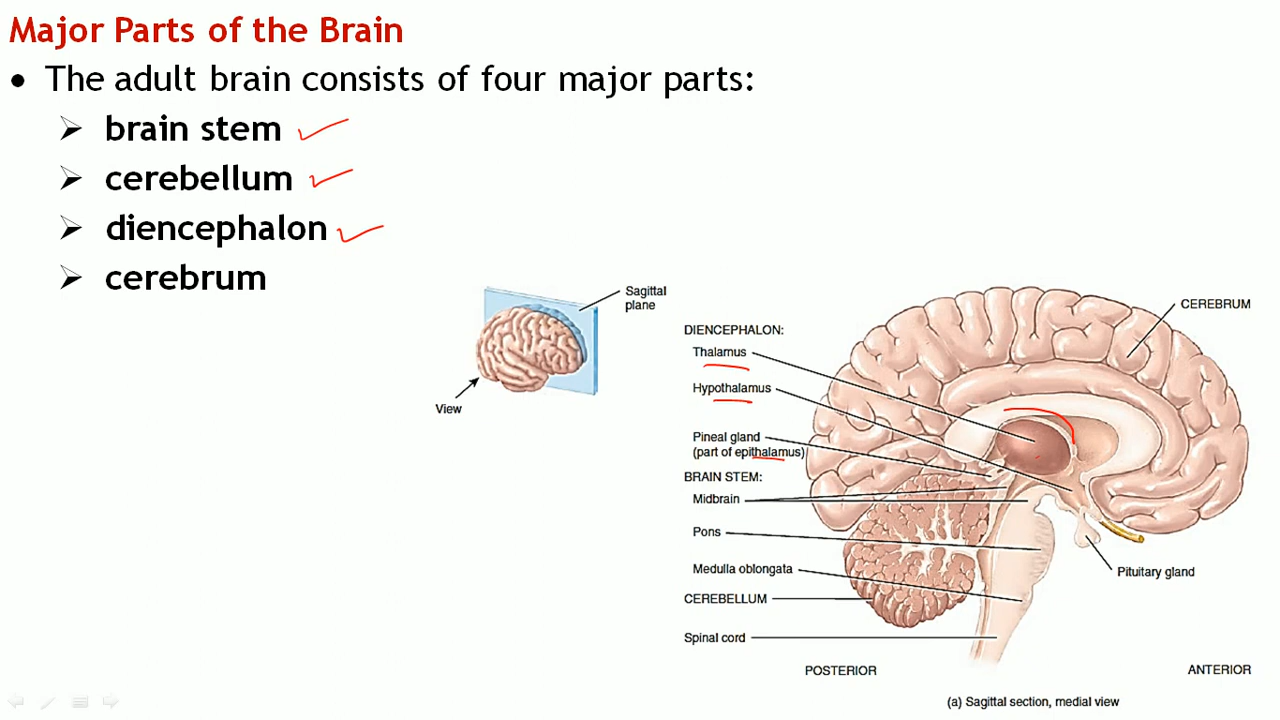 Major Parts of the Brain
• The adult brain consists of four major parts:
➢ brain stem
➢ cerebellum
➢ diencephalon
➢ cerebrum
Sagittal
plane
View
CEREBRUM
DIENCEPHALON:
Thalamus
Hypothalamus
Pineal gland
(part of epithalamus)
BRAIN STEM:
Midbrain
Pons
Medulla oblongata
Pituitary gland
CEREBELLUM
Spinal cord
POSTERIOR
ANTERIOR
(a) Sagittal section, medial view